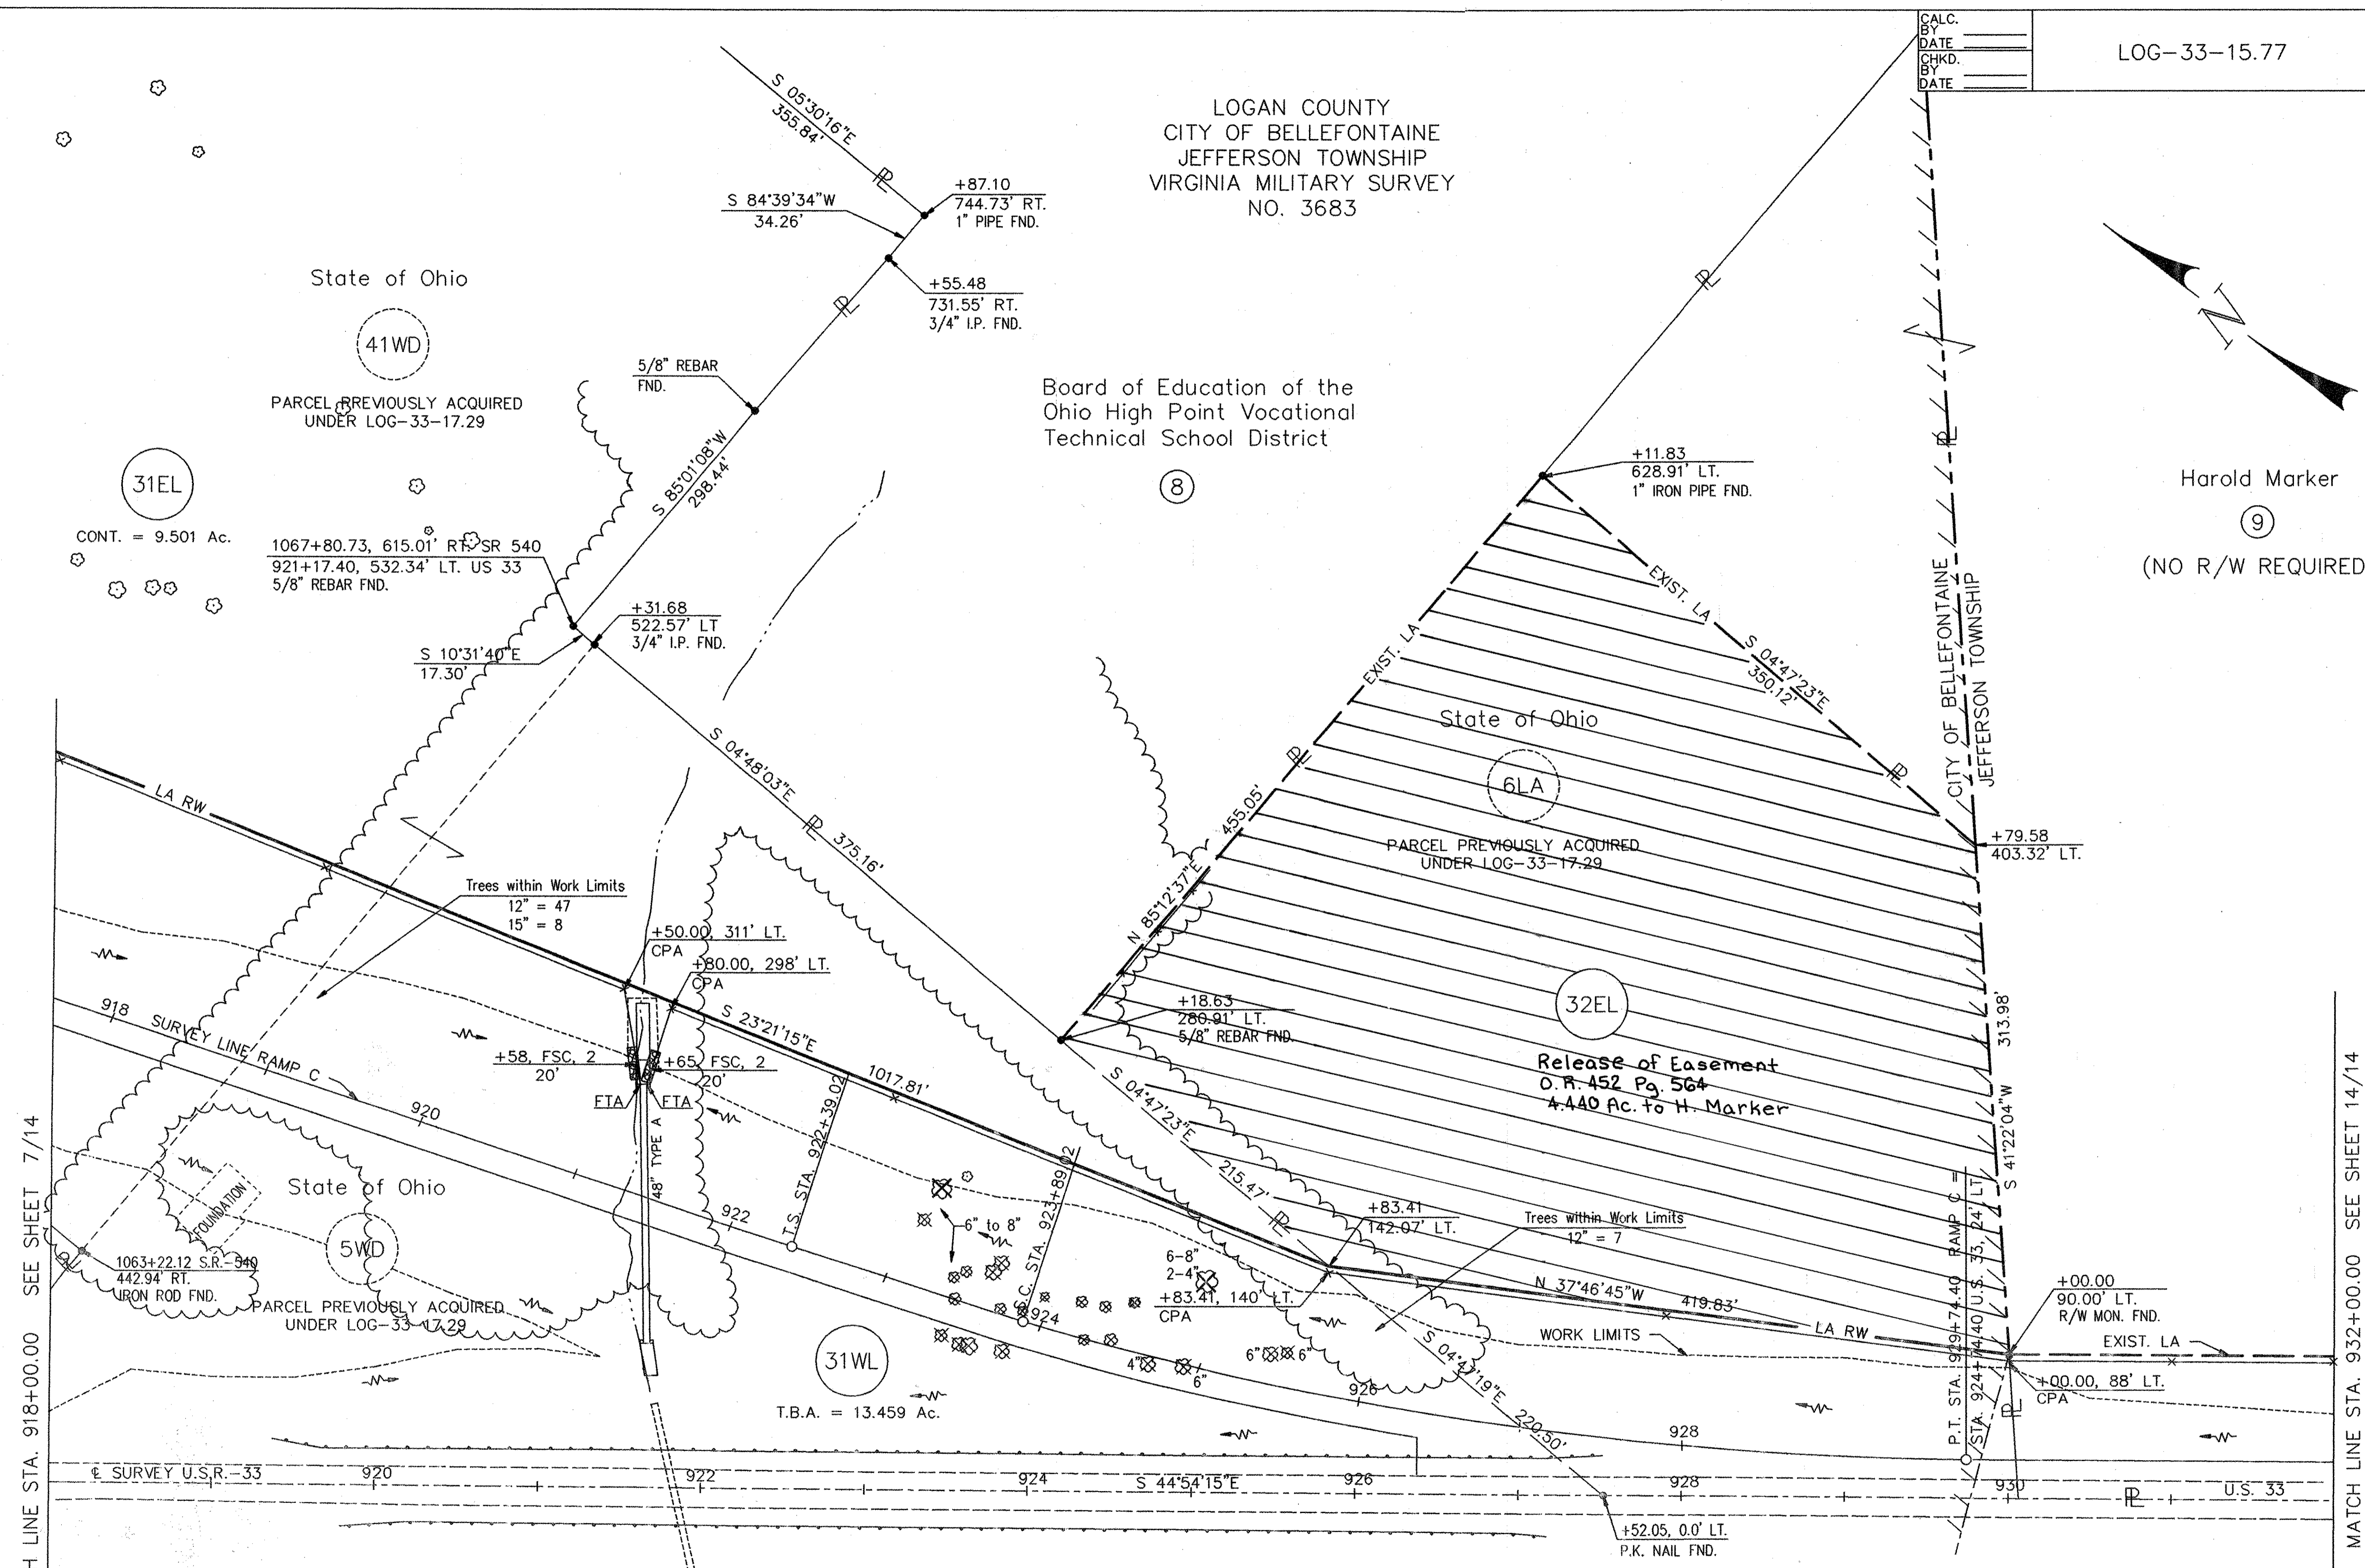 CALC.
BY
DATE
CHKD.
BY
DATE
LOG-33-15.77
LOGAN COUNTY
CITY OF BELLEFONTAINE
JEFFERSON TOWNSHIP
VIRGINIA MILITARY SURVEY
NO. 3683
S 05°30'16"E
355.84'
PL
+87.10
744.73' RT.
1" PIPE FND.
S 84°39'34"W
34.26'
+55.48
731.55' RT.
3/4" I.P. FND.
PL
State of Ohio
41WD
PARCEL PREVIOUSLY ACQUIRED
UNDER LOG-33-17.29
5/8" REBAR
FND.
31EL
CONT. = 9.501 Ac.
S 85°01'08"W
298.44'
Board of Education of the
Ohio High Point Vocational
Technical School District
8
PL
N
+11.83
628.91' LT.
1" IRON PIPE FND.
Harold Marker
9
(NO R/W REQUIRED
PL
1067+80.73, 615.01' RT. SR 540
921+17.40, 532.34' LT. US 33
5/8" REBAR FND.
+31.68
522.57' LT
3/4" I.P. FND.
S 10°31'40"E
17.30'
EXIST. LA
EXIST. LA
S 04°47'23"E
350.12'
CITY OF BELLEFONTAINE
JEFFERSON TOWNSHIP
PL
State of Ohio
6LA
PARCEL PREVIOUSLY ACQUIRED
UNDER LOG-33-17.29
PL
+79.58
403.32' LT.
S 04°48'03"E
PL
375.16'
N 85°12'37"E
455.05'
LA RW
Trees within Work Limits
12" = 47
15" = 8
+50.00, 311' LT.
CPA
+80.00, 298' LT.
CPA
S 23°21'15"E
1017.81'
+18.63
280.91' LT.
5/8" REBAR FND.
32EL
Release of Easement
O.R. 452 Pg. 564
4.440 Ac. to H. Marker
313.98'
S 41°22'04"W
918
SURVEY LINE RAMP C
920
+58, FSC, 2
20'
+65, FSC, 2
20'
FTA
FTA
48" TYPE A
T.S. STA. 922+39.02
S.C. STA. 923+89.02
S 04°47'23"E
215.47'
PL
State of Ohio
5WD
FOUNDATION
PARCEL PREVIOUSLY ACQUIRED
UNDER LOG-33-17.29
PL
1063+22.12 S.R.-540
442.94' RT.
IRON ROD FND.
922
6" to 8"
924
6-8"
2-4"
+83.41
142.07' LT.
+83.41, 140' LT.
CPA
Trees within Work Limits
12" = 7
N 37°46'45"W
419.83'
LA RW
WORK LIMITS
P.T. STA. 929+74.40 RAMP C =
STA. 924+74.40 U.S. 33, 24' LT.
+00.00
90.00' LT.
R/W MON. FND.
EXIST. LA
+00.00, 88' LT.
CPA
PL
31WL
T.B.A. = 13.459 Ac.
4"
6"
6"
6"
926
S 04°47'19"E
220.50'
928
℄ SURVEY U.S.R.-33
920
922
924
S 44°54'15"E
926
928
930
PL
U.S. 33
+52.05, 0.0' LT.
P.K. NAIL FND.
H LINE STA. 918+00.00 SEE SHEET 7/14
MATCH LINE STA. 932+00.00 SEE SHEET 14/14